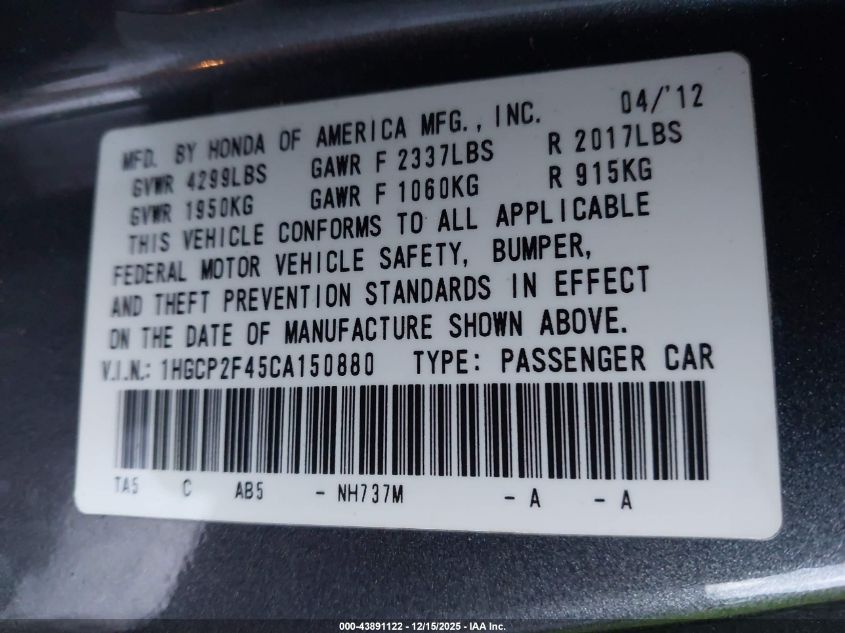 MFD. BY HONDA OF AMERICA MFG., INC. 04/'12
GVWR 4299LBS GAWR F 2337LBS R 2017LBS
GVWR 1950KG GAWR F 1060KG R 915KG
THIS VEHICLE CONFORMS TO ALL APPLICABLE
FEDERAL MOTOR VEHICLE SAFETY, BUMPER,
AND THEFT PREVENTION STANDARDS IN EFFECT
ON THE DATE OF MANUFACTURE SHOWN ABOVE.
V.I.N.: 1HGCP2F45CA150880 TYPE: PASSENGER CAR
TA5 C AB5 - NH737M - A - A
000-43891122 - 12/15/2025 - IAA Inc.